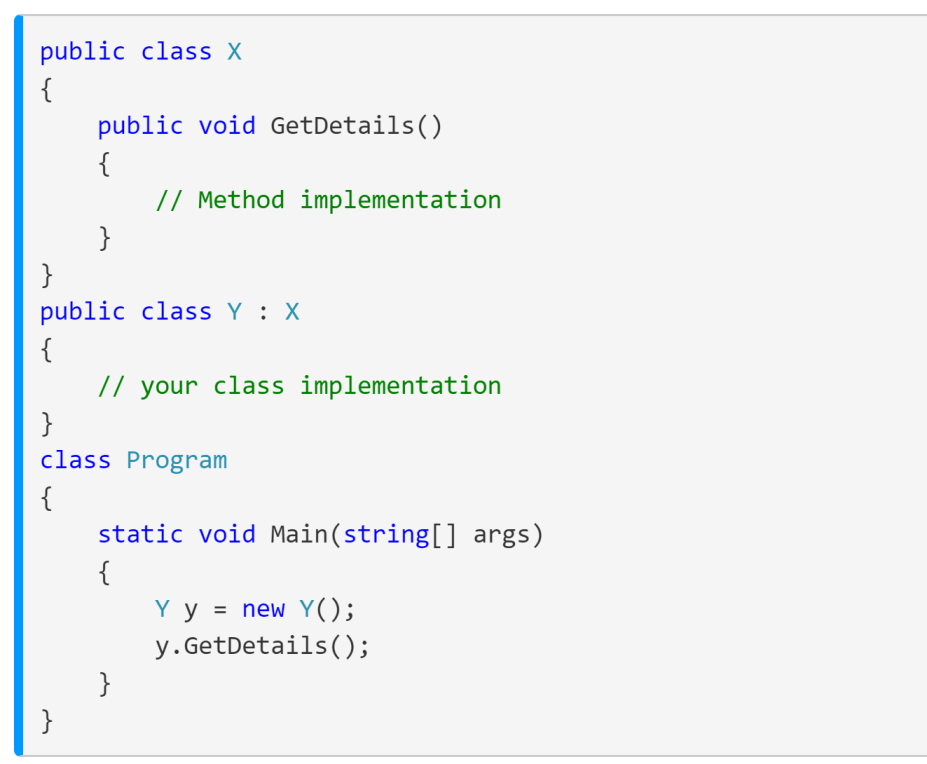 public class X
{
    public void GetDetails()
    {
        // Method implementation
    }
}
public class Y : X
{
    // your class implementation
}
class Program
{
    static void Main(string[] args)
    {
        Y y = new Y();
        y.GetDetails();
    }
}